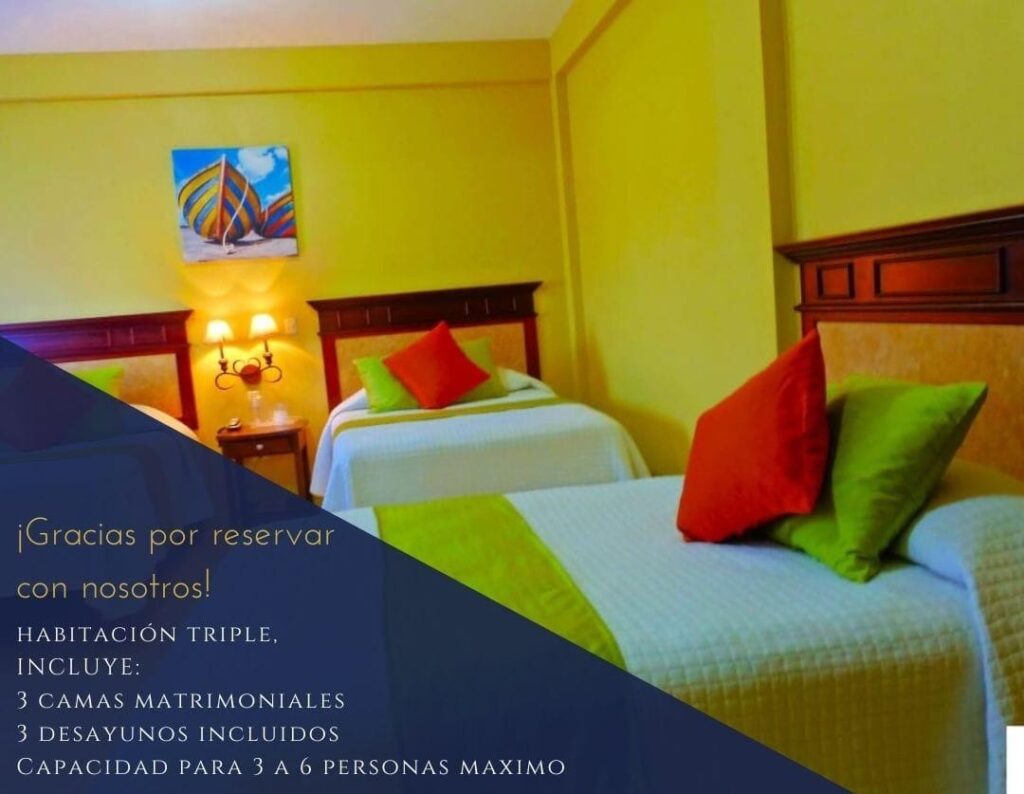 ¡Gracias por reservar
con nosotros!
HABITACIÓN TRIPLE,
INCLUYE:
3 CAMAS MATRIMONIALES
3 DESAYUNOS INCLUIDOS
CAPACIDAD PARA 3 A 6 PERSONAS MAXIMO